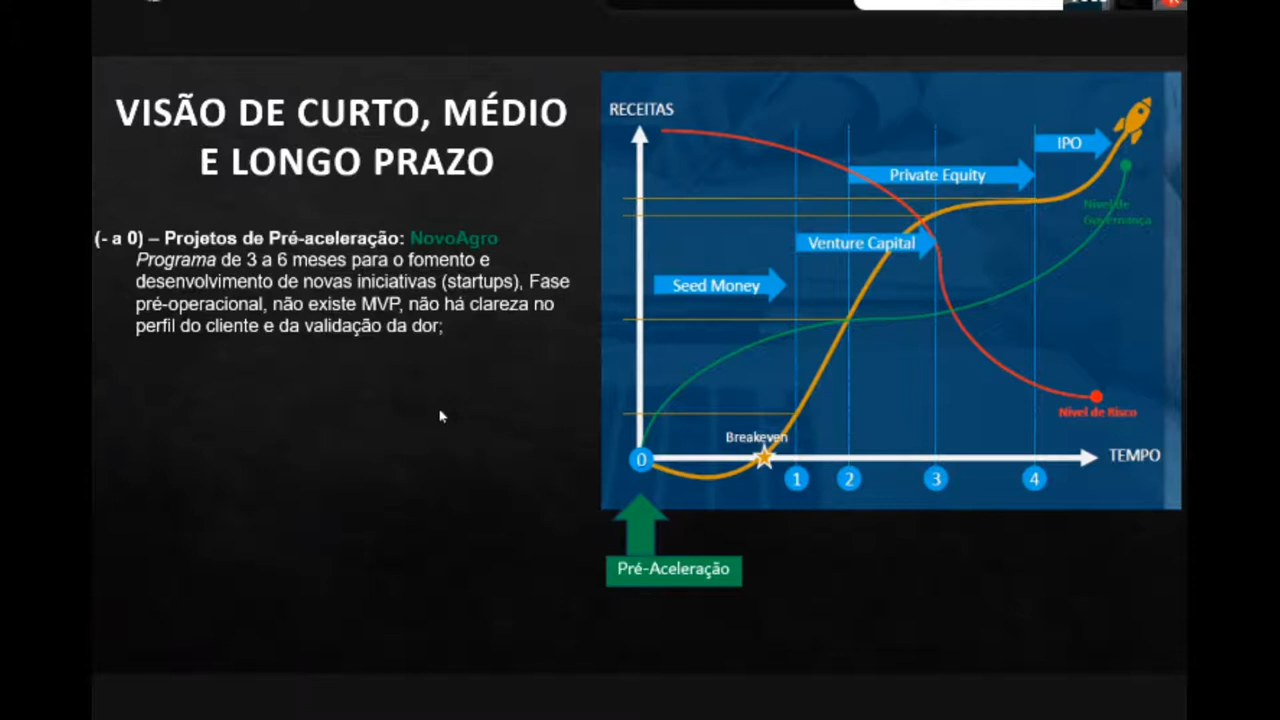 VISÃO DE CURTO, MÉDIO
E LONGO PRAZO
(- a 0) – Projetos de Pré-aceleração: NovoAgro
Programa de 3 a 6 meses para o fomento e
desenvolvimento de novas iniciativas (startups), Fase
pré-operacional, não existe MVP, não há clareza no
perfil do cliente e da validação da dor;
RECEITAS
IPO
Private Equity
Nível de
Governança
Venture Capital
Seed Money
Nível de Risco
Breakeven
TEMPO
0
1
2
3
4
Pré-Aceleração